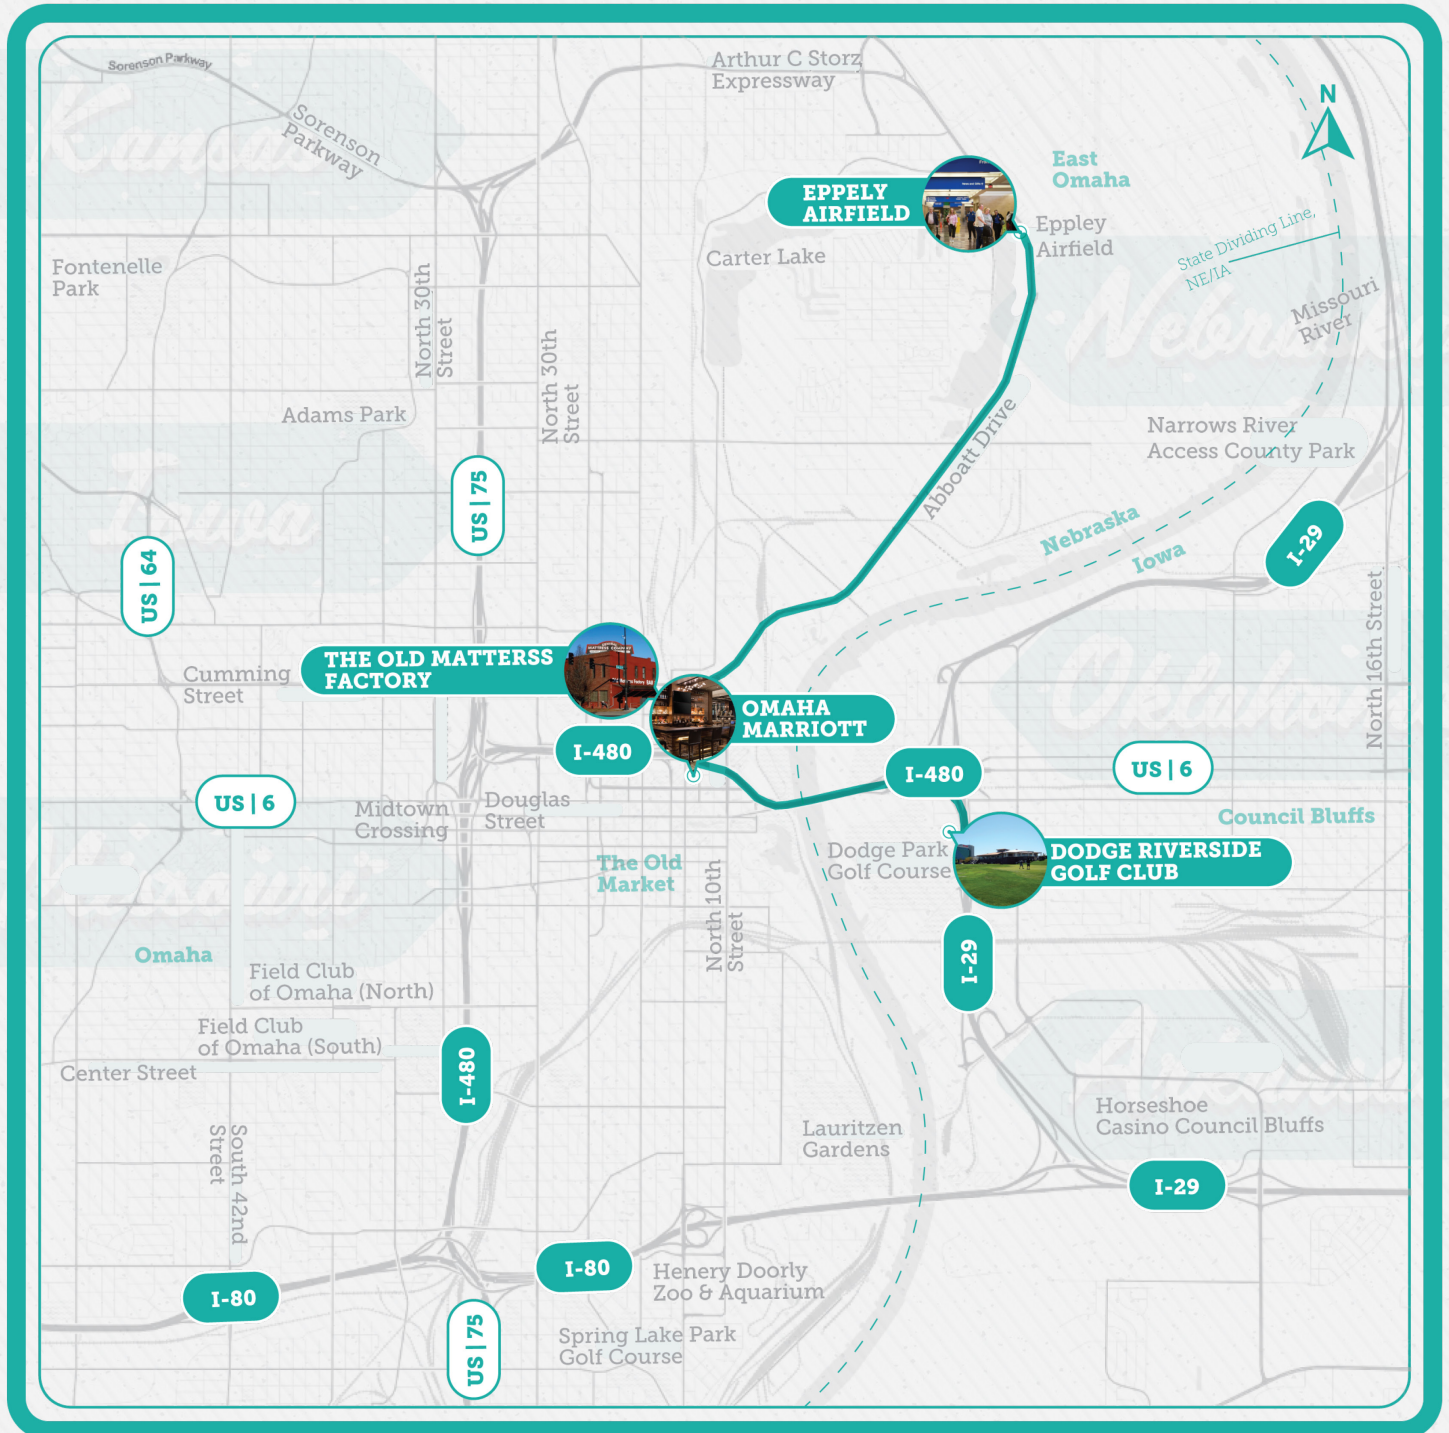 Sorenson Parkway
Arthur C Storz
Expressway
N
Kansas
Sorenson
Parkway
East
Omaha
EPPELY
AIRFIELD
Eppley
Airfield
State Dividing Line,
NE/IA
Carter Lake
Fontenelle
Park
North 30th
Street
Missouri
River
Nebraska
North 30th
Street
Adams Park
Abboatt Drive
Narrows River
Access County Park
US | 75
Iowa
Nebraska
Iowa
I-29
US | 64
North 16th Street
THE OLD MATTERSS
FACTORY
Cumming
Street
OMAHA
MARRIOTT
I-480
I-480
US | 6
US | 6
Midtown
Crossing
Douglas
Street
Council Bluffs
The Old
Market
Dodge Park
Golf Course
DODGE RIVERSIDE
GOLF CLUB
North 10th
Street
I-29
Omaha
Field Club
of Omaha (North)
Field Club
of Omaha (South)
Center Street
I-480
Horseshoe
Casino Council Bluffs
Lauritzen
Gardens
South 42nd
Street
I-29
I-80
I-80
Henery Doorly
Zoo & Aquarium
US | 75
Spring Lake Park
Golf Course